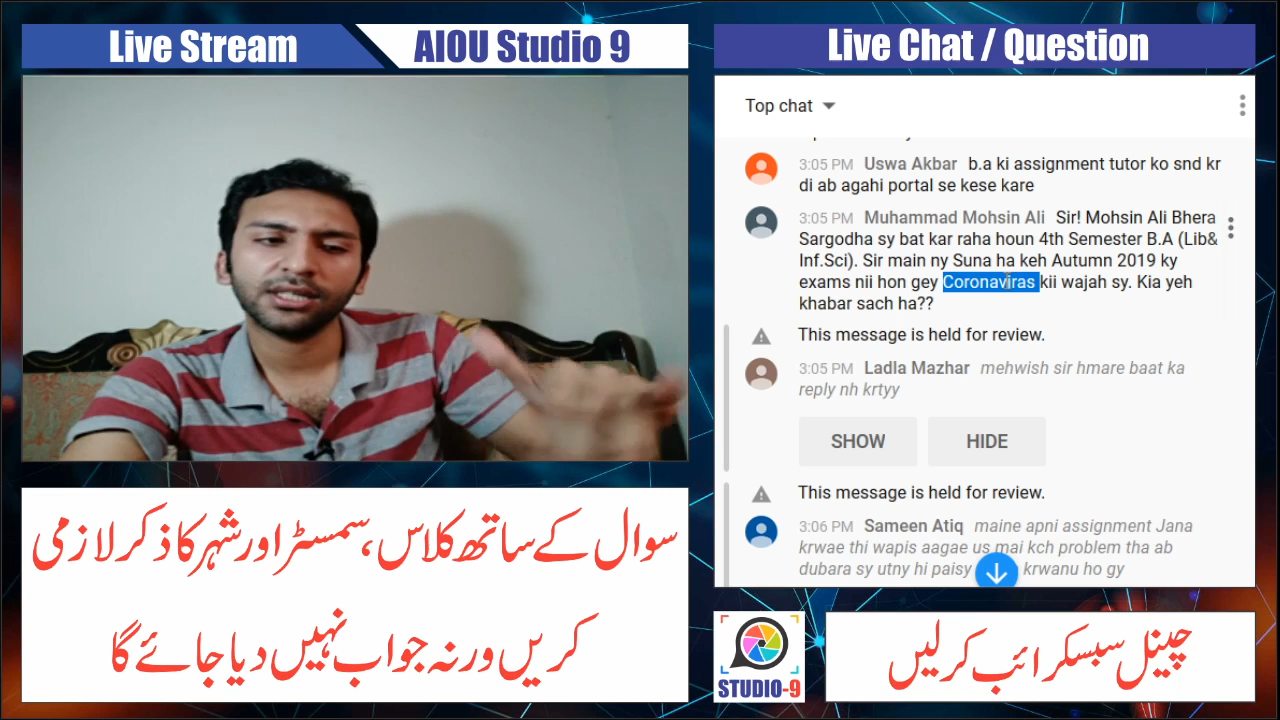 Live Stream
AIOU Studio 9
Live Chat / Question
Top chat
3:05 PM Uswa Akbar b.a ki assignment tutor ko snd kr
di ab agahi portal se kese kare
3:05 PM Muhammad Mohsin Ali Sir! Mohsin Ali Bhera
Sargodha sy bat kar raha houn 4th Semester B.A (Lib&
Inf.Sci). Sir main ny Suna ha keh Autumn 2019 ky
exams nii hon gey Coronaviras kii wajah sy. Kia yeh
khabar sach ha??
This message is held for review.
3:05 PM Ladla Mazhar mehwish sir hmare baat ka
reply nh krtyy
SHOW HIDE
This message is held for review.
3:06 PM Sameen Atiq maine apni assignment Jana
krwae thi wapis aagae us mai kch problem tha ab
dubara sy utny hi paisy krwanu ho gy
سوال کے ساتھ کلاس، سمسٹر اور شہر کا ذکر لازمی
کریں ورنہ جواب نہیں دیا جائے گا
STUDIO-9
چینل سبسکرائب کرلیں